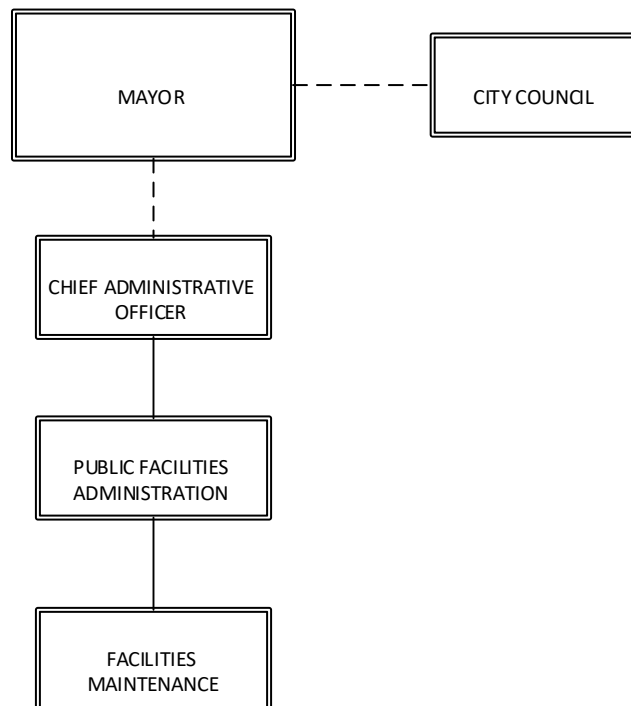 MAYOR
CITY COUNCIL
CHIEF ADMINISTRATIVE
OFFICER
PUBLIC FACILITIES
ADMINISTRATION
FACILITIES
MAINTENANCE